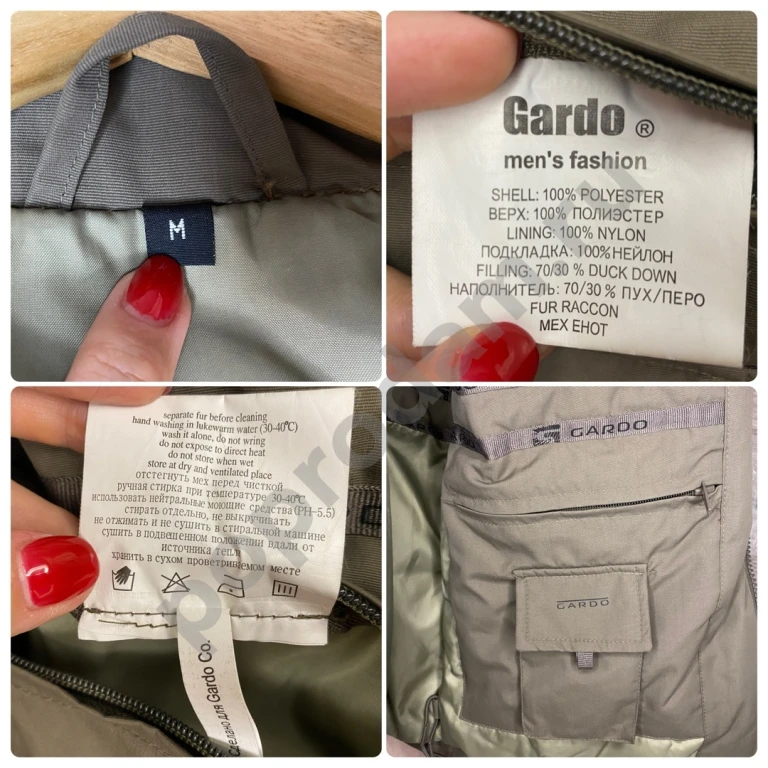 M
Gardo ®
men's fashion
SHELL: 100% POLYESTER
ВЕРХ: 100% ПОЛИЭСТЕР
LINING: 100% NYLON
ПОДКЛАДКА: 100%НЕЙЛОН
FILLING: 70/30 % DUCK DOWN
НАПОЛНИТЕЛЬ: 70/30 % ПУХ/ПЕРО
FUR RACCON
МЕХ ЕНОТ
separate fur before cleaning
hand washing in lukewarm water (30-40℃)
wash it alone, do not wring
do not expose to direct heat
do not store when wet
store at dry and ventilated place
отстегнуть мех перед чисткой
ручная стирка при температуре 30-40℃
использовать нейтральные моющие средства (PH-5.5)
стирать отдельно, не выкручивать
не отжимать и не сушить в стиральной машине
сушить в подвешенном положении вдали от
источника тепла
хранить в сухом проветриваемом месте
Сделано для Gardo Co.
GARDO
GARDO